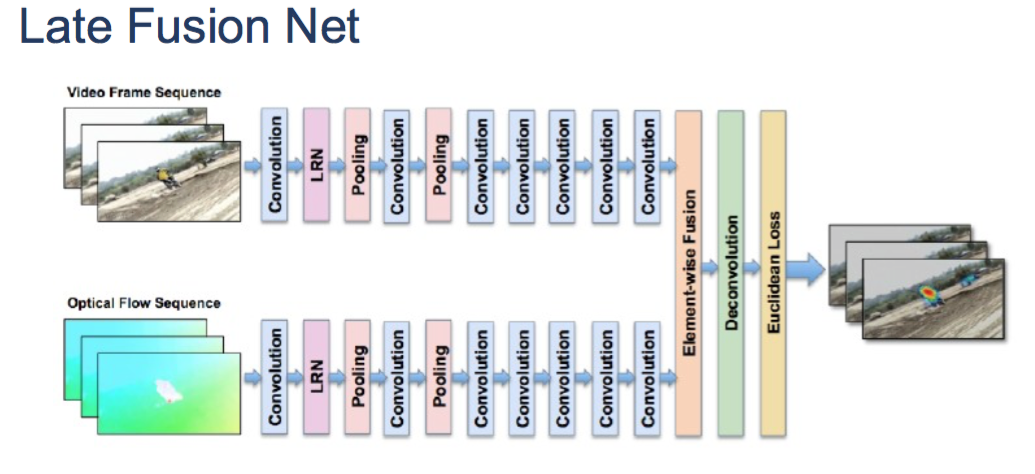 Late Fusion Net
Video Frame Sequence
Convolution
LRN
Pooling
Convolution
Pooling
Convolution
Convolution
Convolution
Convolution
Convolution
Optical Flow Sequence
Convolution
LRN
Pooling
Convolution
Pooling
Convolution
Convolution
Convolution
Convolution
Convolution
Element-wise Fusion
Deconvolution
Euclidean Loss